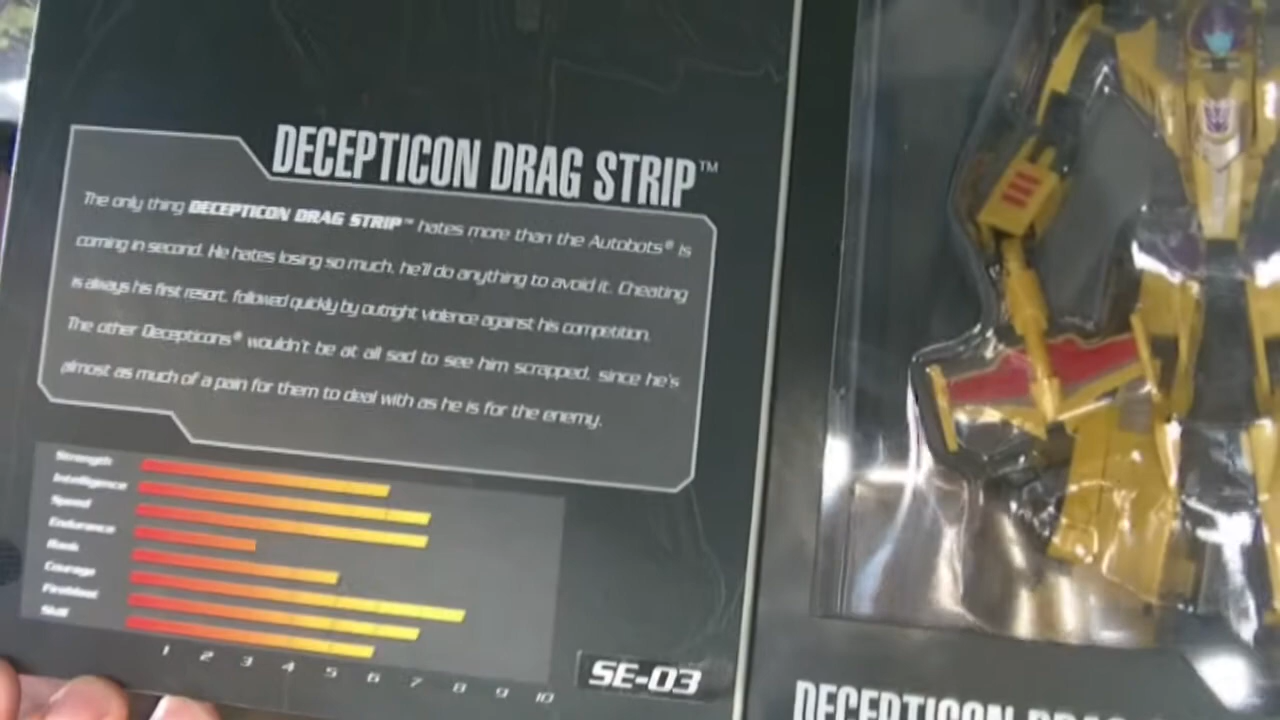 DECEPTICON DRAG STRIP™
The only thing DECEPTICON DRAG STRIP™ hates more than the Autobots® is
coming in second. He hates losing so much, he'll do anything to avoid it. Cheating
is always his first resort, followed quickly by outright violence against his competition.
The other Decepticons® wouldn't be at all sad to see him scrapped, since he's
almost as much of a pain for them to deal with as he is for the enemy.
Strength
Intelligence
Speed
Endurance
Rank
Courage
Fireblast
Skill
1 2 3 4 5 6 7 8 9 10
SE-03
DECEPTICON DRAG